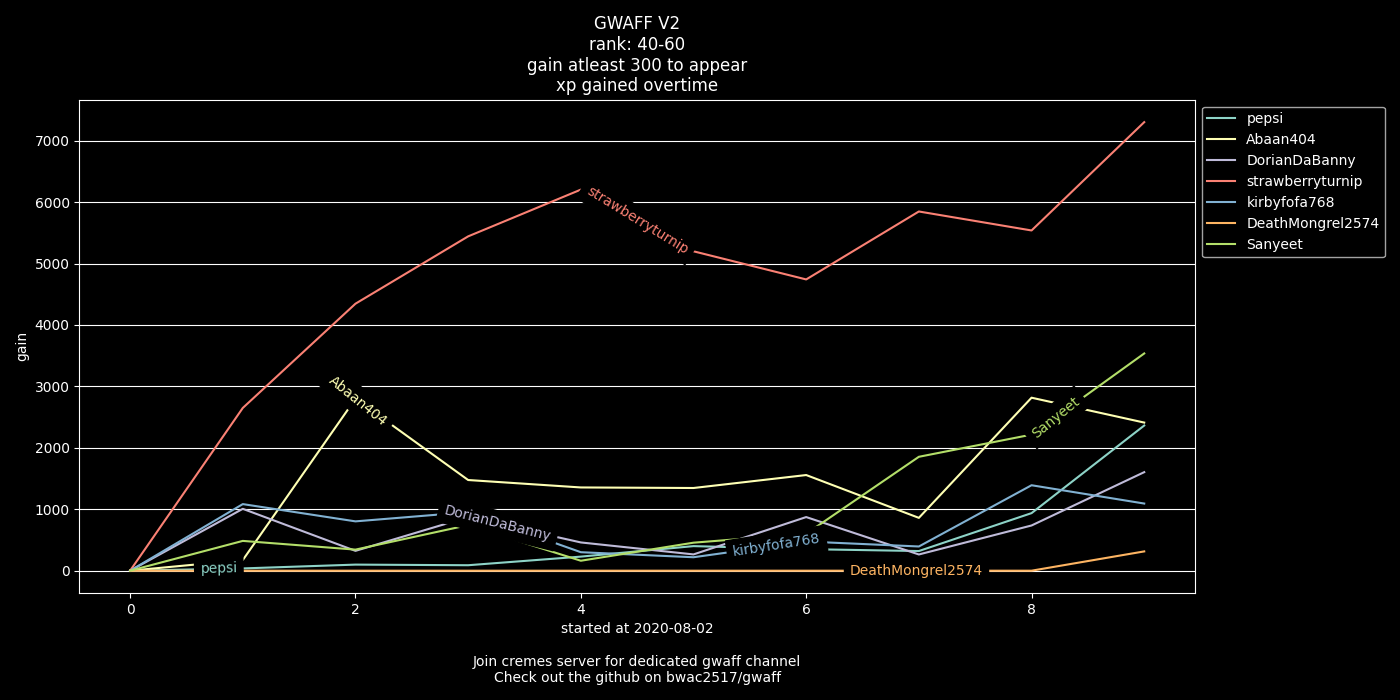 GWAFF V2
rank: 40-60
gain atleast 300 to appear
xp gained overtime
pepsi
Abaan404
DorianDaBanny
strawberryturnip
kirbyfofa768
DeathMongrel2574
Sanyeet
gain
7000
6000
5000
4000
3000
2000
1000
0
strawberryturnip
Abaan404
Sanyeet
DorianDaBanny
kirbyfofa768
pepsi
DeathMongrel2574
0 2 4 6 8
started at 2020-08-02
Join cremes server for dedicated gwaff channel
Check out the github on bwac2517/gwaff